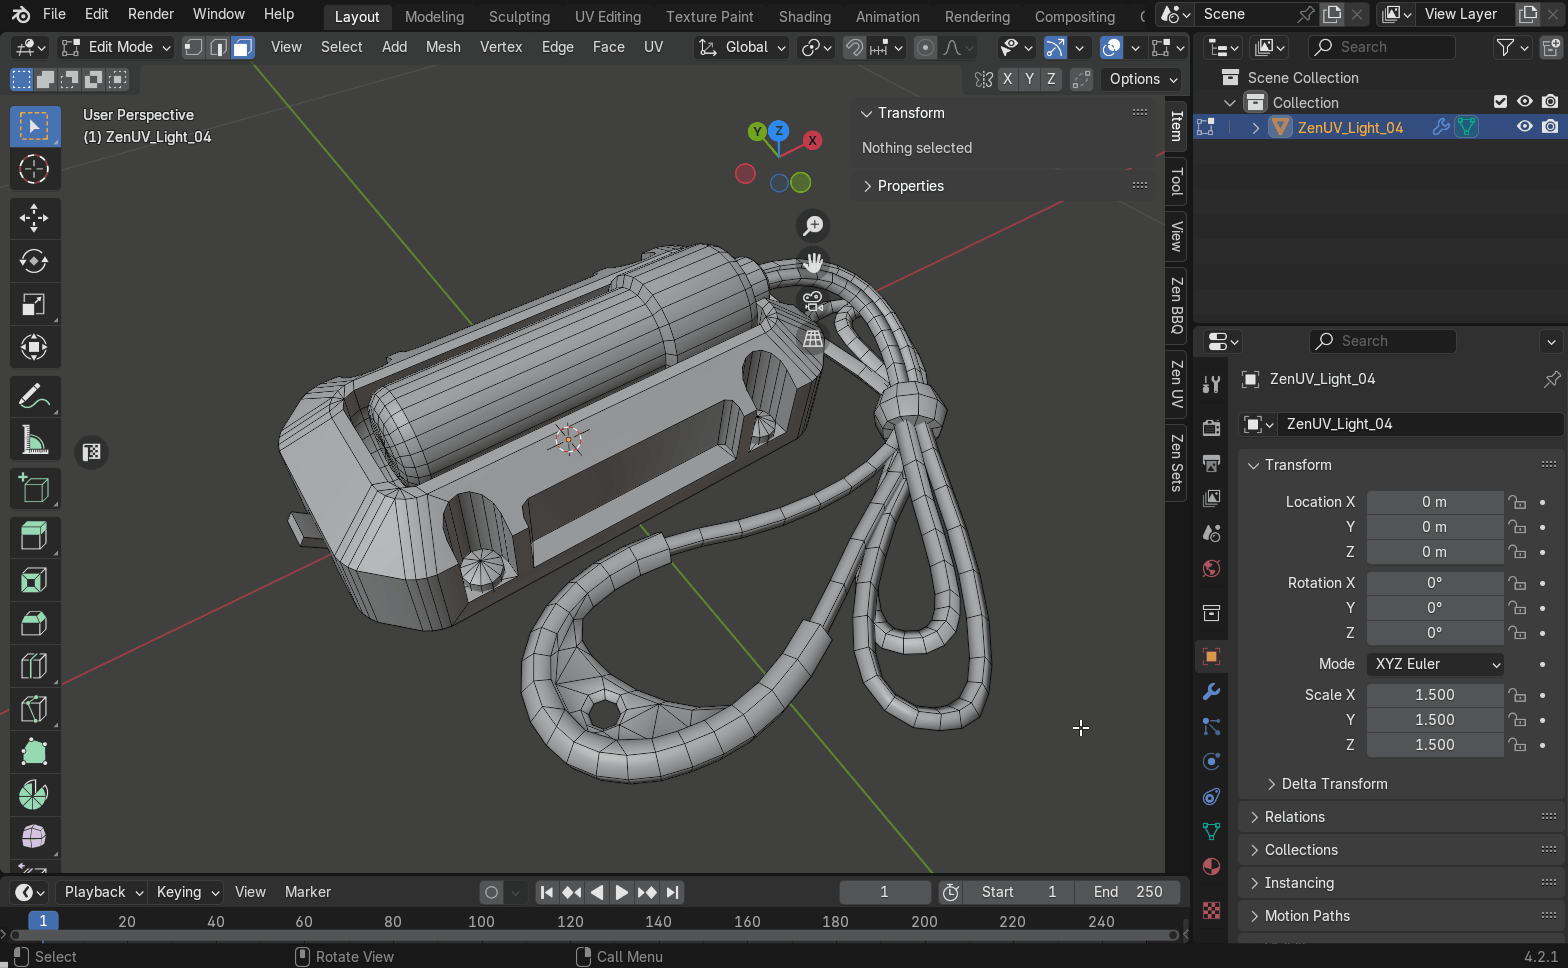 File Edit Render Window Help Layout Modeling Sculpting UV Editing Texture Paint Shading Animation Rendering Compositing Scene View Layer
Edit Mode View Select Add Mesh Vertex Edge Face UV Global Search
X Y Z Options
Scene Collection
Collection
ZenUV_Light_04
User Perspective
(1) ZenUV_Light_04
Transform
Nothing selected
Properties
Y Z X
Item
Tool
View
Zen BBQ
Zen UV
Zen Sets
Search
ZenUV_Light_04
ZenUV_Light_04
Transform
Location X 0 m
Y 0 m
Z 0 m
Rotation X 0°
Y 0°
Z 0°
Mode XYZ Euler
Scale X 1.500
Y 1.500
Z 1.500
Delta Transform
Relations
Collections
Instancing
Motion Paths
Playback Keying View Marker 1 Start 1 End 250
1 20 40 60 80 100 120 140 160 180 200 220 240
Select Rotate View Call Menu 4.2.1